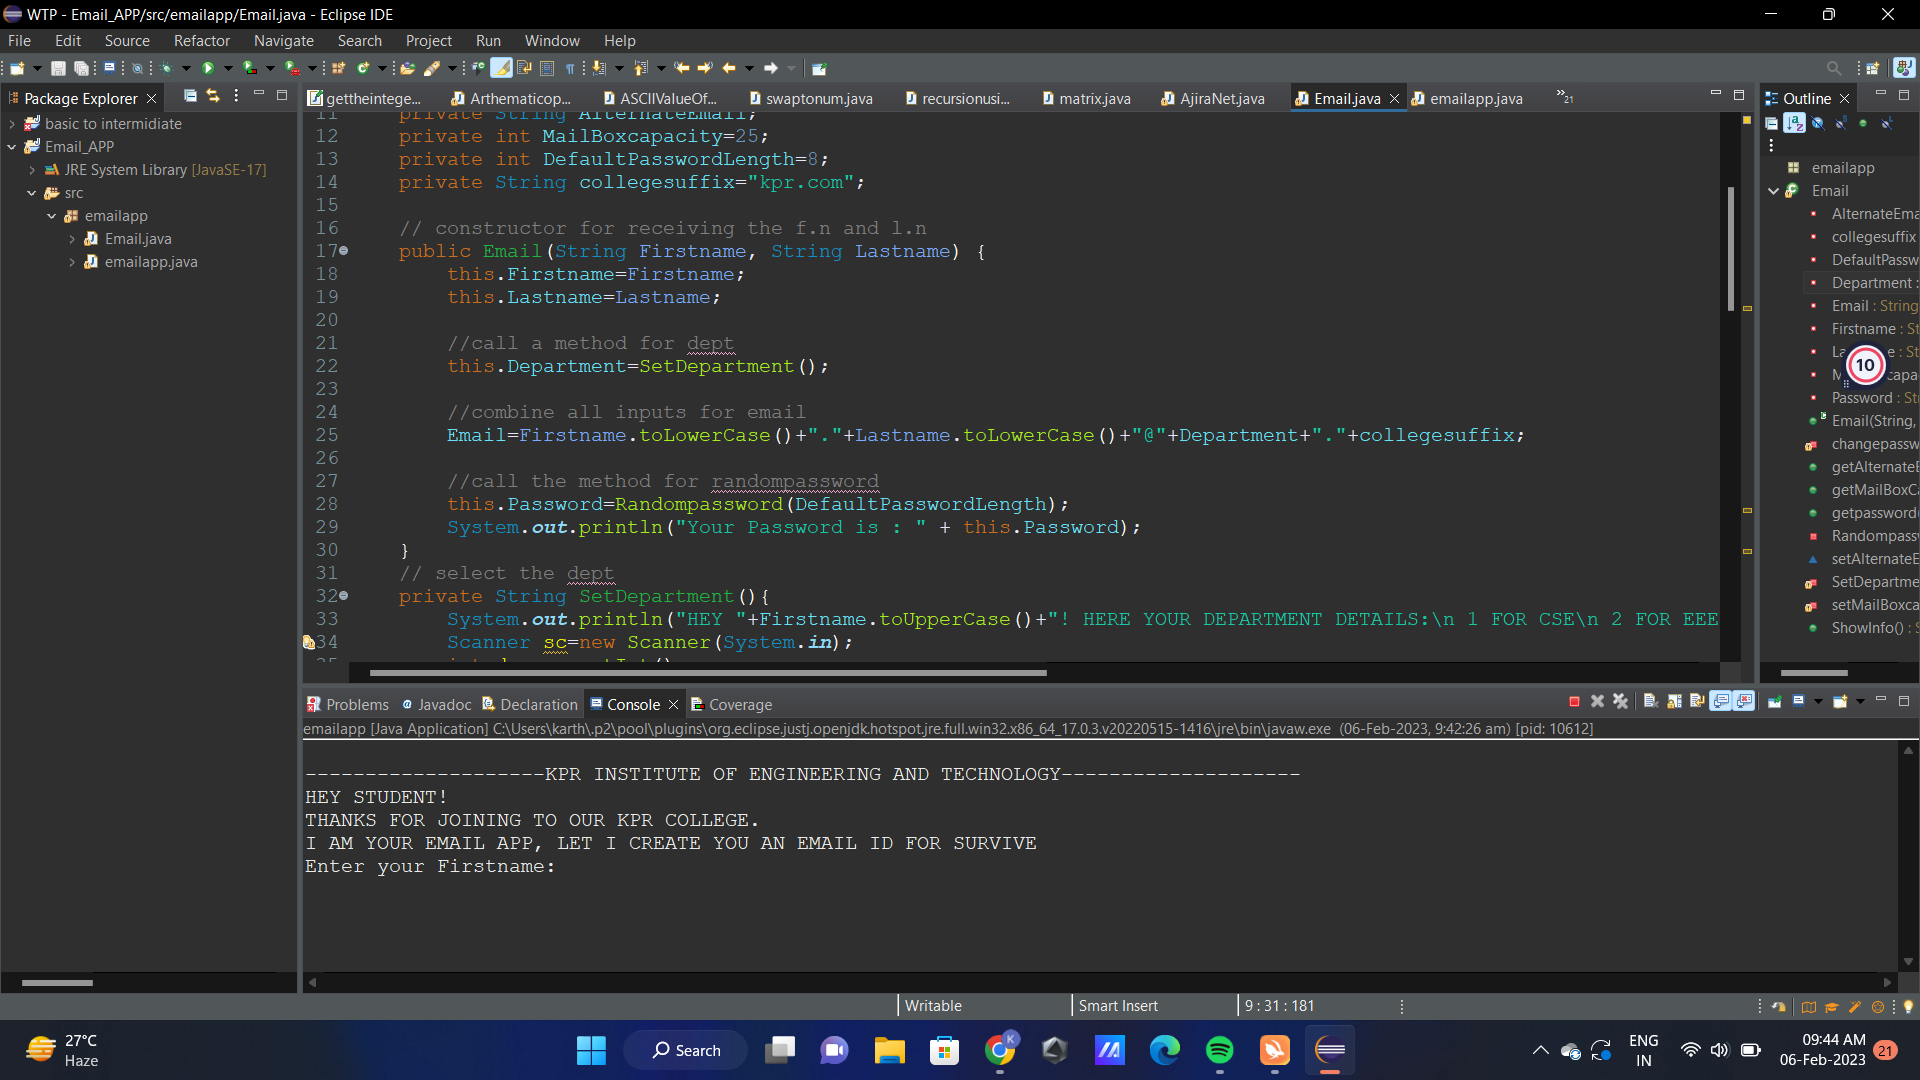 WTP - Email_APP/src/emailapp/Email.java - Eclipse IDE
File Edit Source Refactor Navigate Search Project Run Window Help
Package Explorer
gettheintege...
Arthematicop...
ASCIIValueOf...
swaptonum.java
recursionusi...
matrix.java
AjiraNet.java
Email.java
emailapp.java
21
Outline
basic to intermidiate
Email_APP
JRE System Library [JavaSE-17]
src
emailapp
Email.java
emailapp.java
11 private String AlternateEmail;
12 private int MailBoxcapacity=25;
13 private int DefaultPasswordLength=8;
14 private String collegesuffix="kpr.com";
15
16 // constructor for receiving the f.n and l.n
17 public Email(String Firstname, String Lastname) {
18 this.Firstname=Firstname;
19 this.Lastname=Lastname;
20
21 //call a method for dept
22 this.Department=SetDepartment();
23
24 //combine all inputs for email
25 Email=Firstname.toLowerCase()+"."+Lastname.toLowerCase()+"@"+Department+"."+collegesuffix;
26
27 //call the method for randompassword
28 this.Password=Randompassword(DefaultPasswordLength);
29 System.out.println("Your Password is : " + this.Password);
30 }
31 // select the dept
32 private String SetDepartment(){
33 System.out.println("HEY "+Firstname.toUpperCase()+"! HERE YOUR DEPARTMENT DETAILS:\n 1 FOR CSE\n 2 FOR EEE
34 Scanner sc=new Scanner(System.in);
emailapp
Email
AlternateEma
collegesuffix
DefaultPassw
Department :
Email : String
Firstname : St
10
Password : St
Email(String,
changepassw
getAlternateE
getMailBoxCa
getpassword(
Randompassw
setAlternateE
SetDepartme
setMailBoxca
ShowInfo() : S
Problems Javadoc Declaration Console Coverage
emailapp [Java Application] C:\Users\karth\.p2\pool\plugins\org.eclipse.justj.openjdk.hotspot.jre.full.win32.x86_64_17.0.3.v20220515-1416\jre\bin\javaw.exe (06-Feb-2023, 9:42:26 am) [pid: 10612]
--------------------KPR INSTITUTE OF ENGINEERING AND TECHNOLOGY--------------------
HEY STUDENT!
THANKS FOR JOINING TO OUR KPR COLLEGE.
I AM YOUR EMAIL APP, LET I CREATE YOU AN EMAIL ID FOR SURVIVE
Enter your Firstname:
Writable
Smart Insert
9 : 31 : 181
27°C
Haze
Search
K
ENG
IN
09:44 AM
06-Feb-2023
21